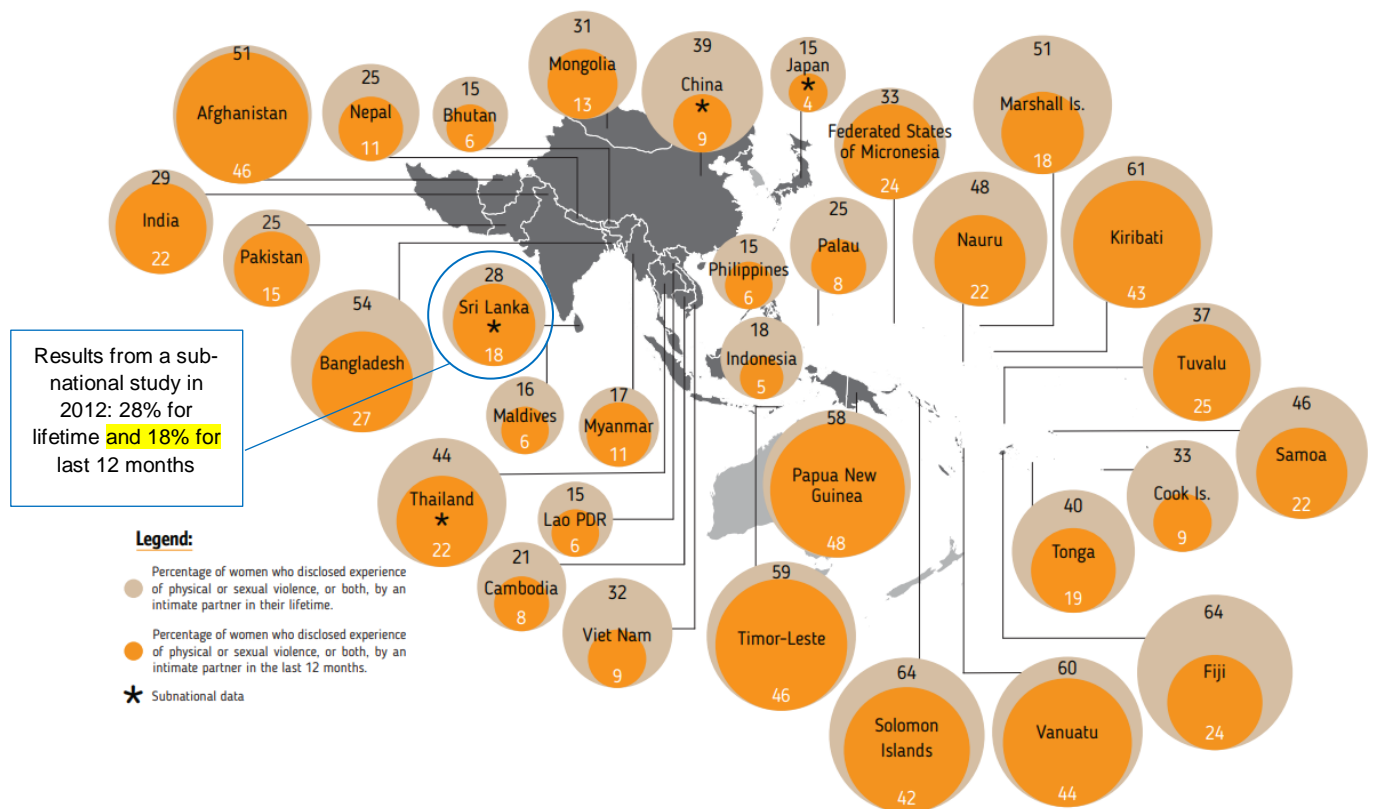 51
Afghanistan
46
25
Nepal
11
15
Bhutan
6
31
Mongolia
13
39
China
*
9
15
Japan
*
4
33
Federated States
of Micronesia
24
51
Marshall Is.
18
29
India
22
25
Pakistan
15
48
Nauru
22
61
Kiribati
43
25
Palau
8
15
Philippines
6
28
Sri Lanka
*
18
54
Bangladesh
27
18
Indonesia
5
37
Tuvalu
25
Results from a sub-
national study in
2012: 28% for
lifetime and 18% for
last 12 months
16
Maldives
6
17
Myanmar
11
58
Papua New
Guinea
48
46
Samoa
22
33
Cook Is.
9
44
Thailand
*
22
15
Lao PDR
6
40
Tonga
19
21
Cambodia
8
32
Viet Nam
9
59
Timor-Leste
46
64
Solomon
Islands
42
60
Vanuatu
44
64
Fiji
24
Legend:
Percentage of women who disclosed experience
of physical or sexual violence, or both, by an
intimate partner in their lifetime.
Percentage of women who disclosed experience
of physical or sexual violence, or both, by an
intimate partner in the last 12 months.
* Subnational data